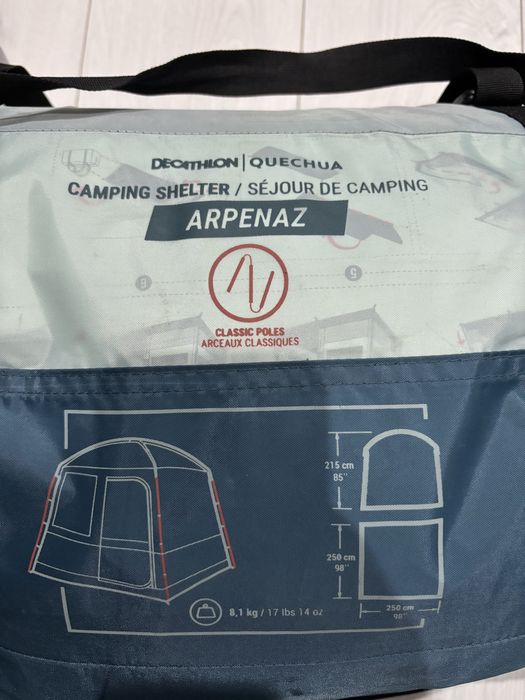 DECATHLON | QUECHUA
CAMPING SHELTER / SÉJOUR DE CAMPING
ARPENAZ
CLASSIC POLES
ARCEAUX CLASSIQUES
215 cm
85"
250 cm
98"
250 cm
98"
8,1 kg / 17 lbs 14 oz
5